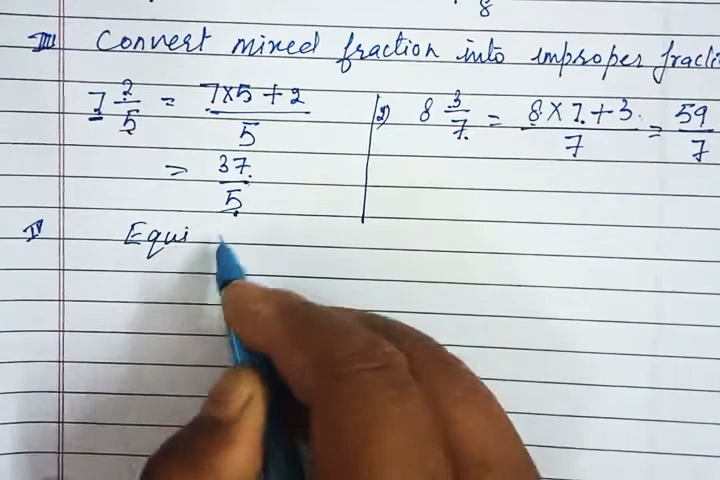 8
III Convert mixed fraction into improper fracti
7 2/5 = 7×5+2/5
= 37/5
2) 8 3/7 = 8×7+3/7 = 59/7
IV Equi